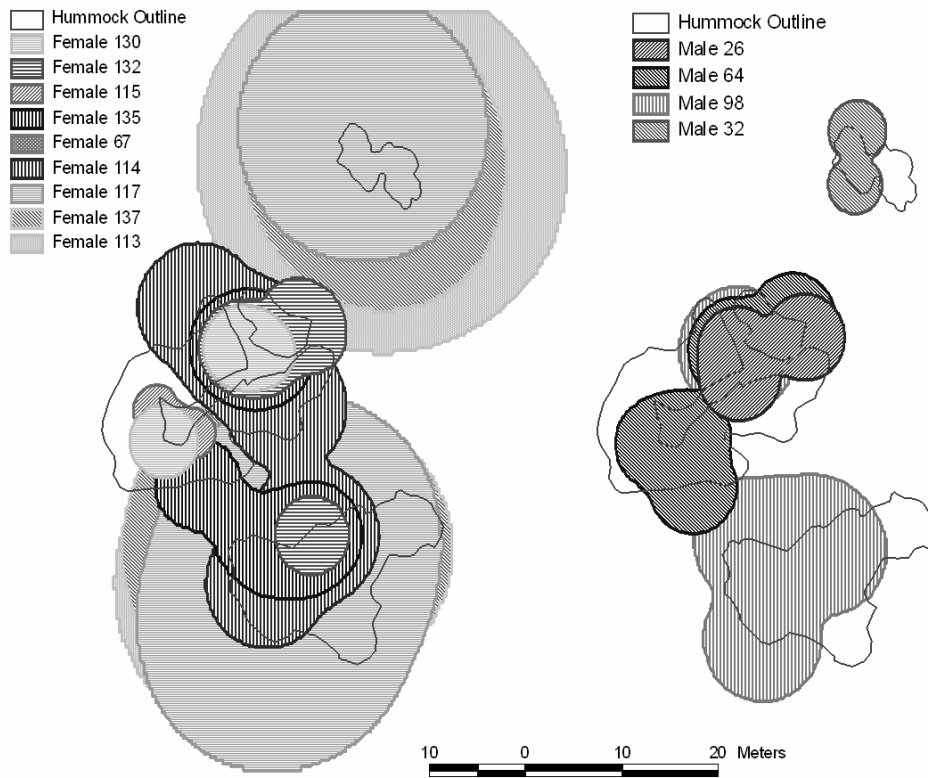 Hummock Outline
Female 130
Female 132
Female 115
Female 135
Female 67
Female 114
Female 117
Female 137
Female 113
Hummock Outline
Male 26
Male 64
Male 98
Male 32
10 0 10 20 Meters